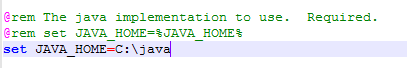 @rem The java implementation to use.  Required.
@rem set JAVA_HOME=%JAVA_HOME%
set JAVA_HOME=C:\java